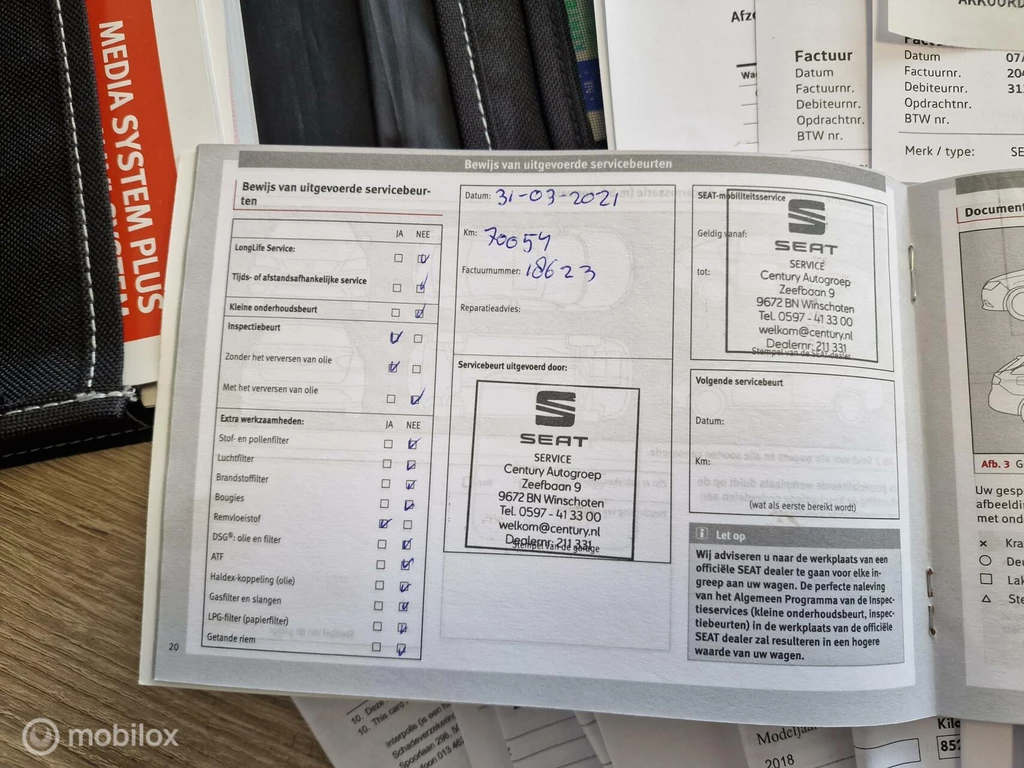 MEDIA SYSTEM PLUS
Factuur
Datum
Factuurnr.
Debiteurnr.
Opdrachtnr.
BTW nr.
Datum
Factuurnr.
Debiteurnr.
Opdrachtnr.
BTW nr.
Merk / type:
Bewijs van uitgevoerde servicebeurten
Bewijs van uitgevoerde servicebeur-
ten
JA NEE
LongLife Service:
Tijds- of afstandsafhankelijke service
Kleine onderhoudsbeurt
Inspectiebeurt
Zonder het verversen van olie
Met het verversen van olie
Extra werkzaamheden: JA NEE
Stof- en pollenfilter
Luchtfilter
Brandstoffilter
Bougies
Remvloeistof
DSG®: olie en filter
ATF
Haldex-koppeling (olie)
Gasfilter en slangen
LPG-filter (papierfilter)
Getande riem
20
Datum: 31-03-2021
Km: 70054
Factuurnummer: 18623
Reparatieadvies:
Servicebeurt uitgevoerd door:
SEAT
SERVICE
Century Autogroep
Zeefbaan 9
9672 BN Winschoten
Tel. 0597 - 41 33 00
welkom@century.nl
Dealernr: 211 331
Stempel van de garage
SEAT-mobiliteitsservice
Geldig vanaf:
tot:
SEAT
SERVICE
Century Autogroep
Zeefbaan 9
9672 BN Winschoten
Tel. 0597 - 41 33 00
welkom@century.nl
Dealernr: 211 331
Stempel van de SEAT-dealer
Volgende servicebeurt
Datum:
Km:
(wat als eerste bereikt wordt)
i Let op
Wij adviseren u naar de werkplaats van een
officiële SEAT dealer te gaan voor elke in-
greep aan uw wagen. De perfecte naleving
van het Algemeen Programma van de Inspec-
tieservices (kleine onderhoudsbeurt, inspec-
tiebeurten) in de werkplaats van de officiële
SEAT dealer zal resulteren in een hogere
waarde van uw wagen.
Afb. 3
Uw
met
2018
mobilox